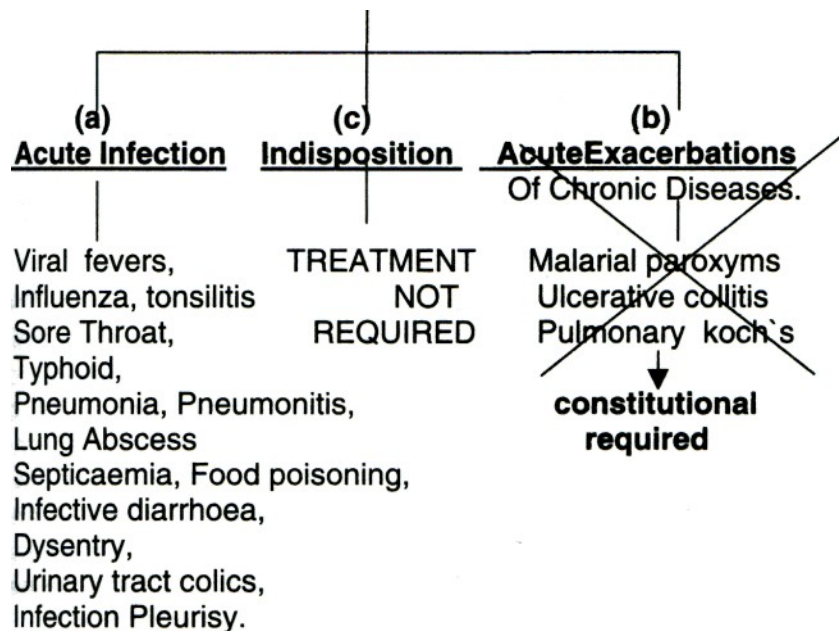 (a)
Acute Infection
Viral fevers,
Influenza, tonsilitis
Sore Throat,
Typhoid,
Pneumonia, Pneumonitis,
Lung Abscess
Septicaemia, Food poisoning,
Infective diarrhoea,
Dysentry,
Urinary tract colics,
Infection Pleurisy.
(c)
Indisposition
TREATMENT
NOT
REQUIRED
(b)
AcuteExacerbations
Of Chronic Diseases.
Malarial paroxyms
Ulcerative collitis
Pulmonary koch`s
constitutional
required